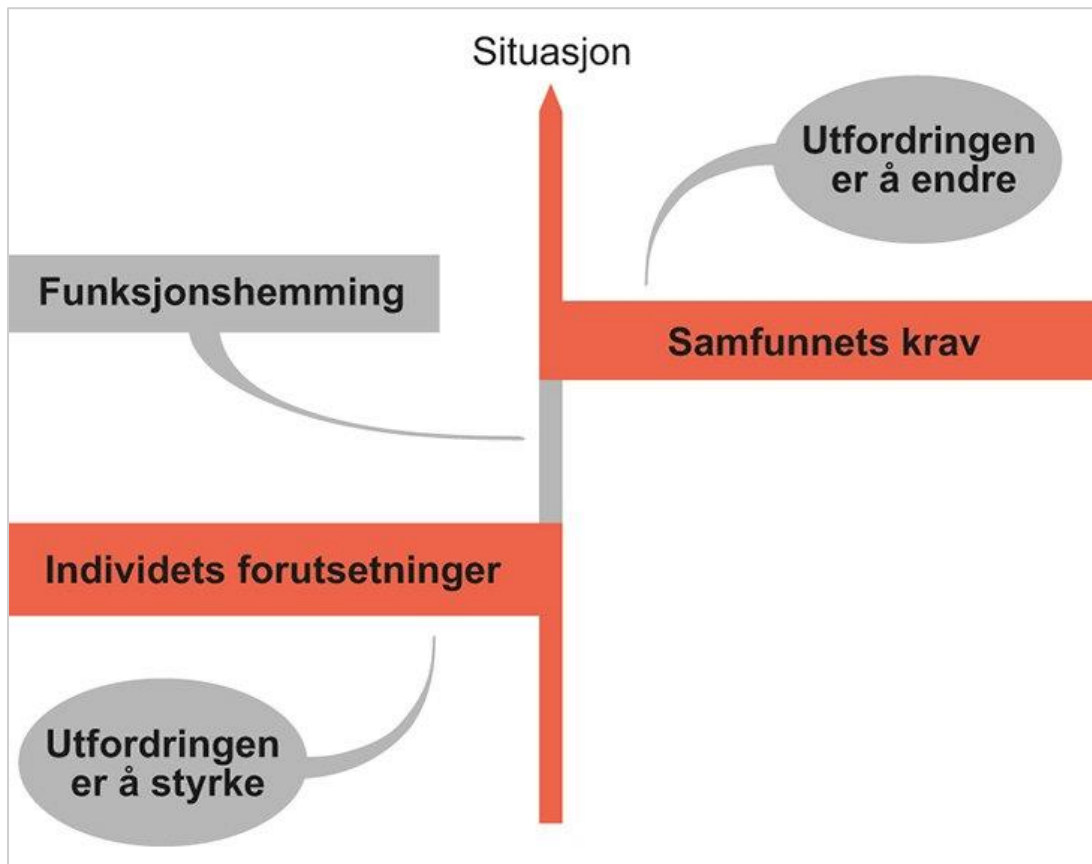 Situasjon
Utfordringen
er å endre
Funksjonshemming
Samfunnets krav
Individets forutsetninger
Utfordringen
er å styrke